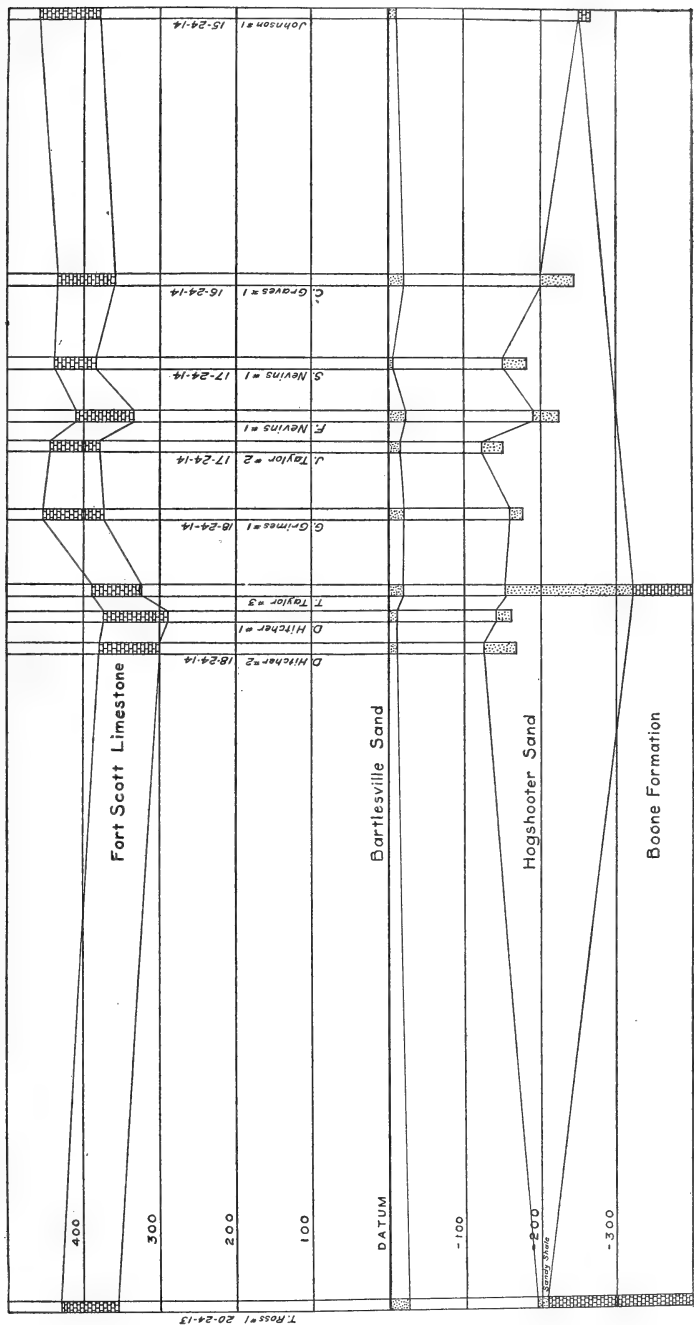 Johnson #1 15-24-14
C. Graves #1 16-24-14
S. Nevins #1 17-24-14
F. Nevins #1
J. Taylor #2 17-24-14
G. Grimes #1 18-24-14
T. Taylor #3
D. Hitcher #1
D. Hitcher #2 18-24-14
Fort Scott Limestone
Bartlesville Sand
Hogshooter Sand
Boone Formation
400
300
200
100
DATUM
-100
-200
-300
Sandy Shale
T. Ross #1 20-24-13